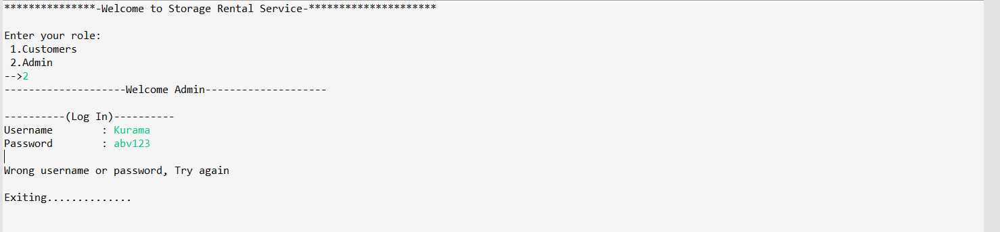 ***************-Welcome to Storage Rental Service-*********************
Enter your role:
 1.Customers
 2.Admin
-->2
--------------------Welcome Admin--------------------
----------(Log In)----------
Username        : Kurama
Password        : abv123
Wrong username or password, Try again
Exiting..............